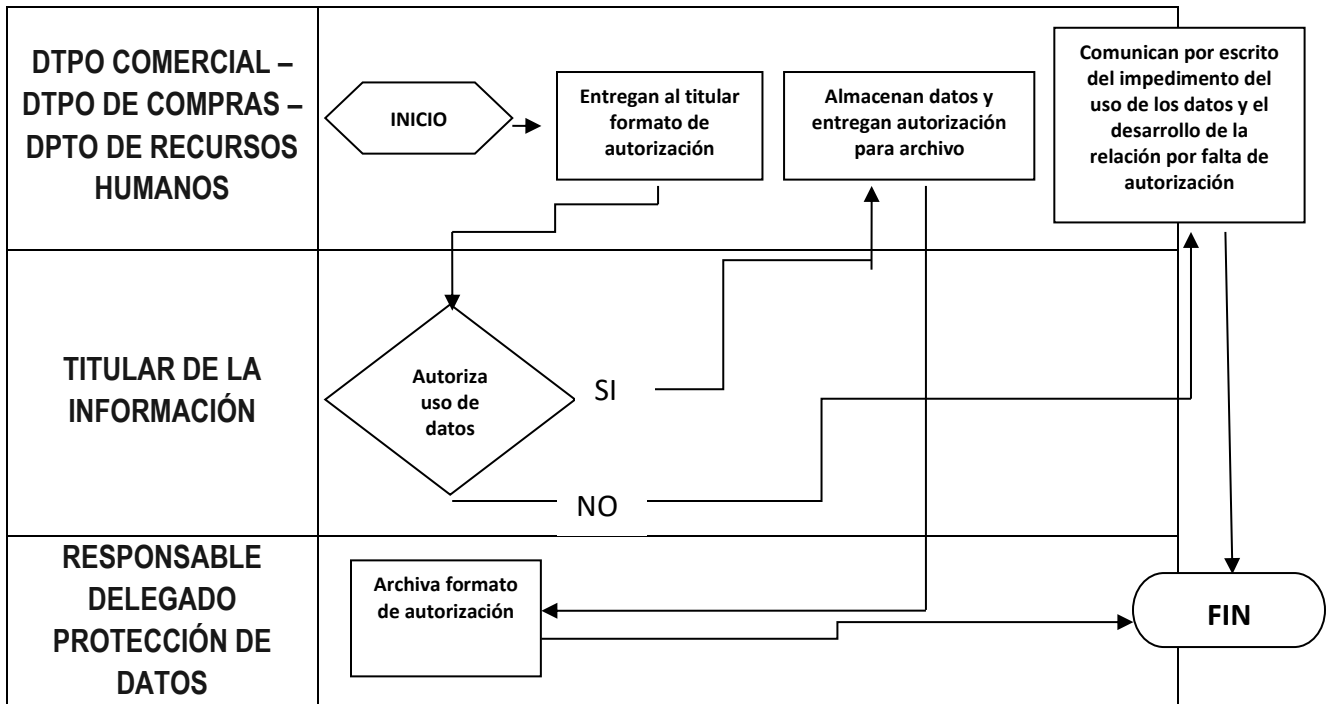 DTPO COMERCIAL –
DTPO DE COMPRAS –
DPTO DE RECURSOS
HUMANOS
INICIO
Entregan al titular
formato de
autorización
Almacenan datos y
entregan autorización
para archivo
Comunican por escrito
del impedimento del
uso de los datos y el
desarrollo de la
relación por falta de
autorización
TITULAR DE LA
INFORMACIÓN
Autoriza
uso de
datos
SI
NO
RESPONSABLE
DELEGADO
PROTECCIÓN DE
DATOS
Archiva formato
de autorización
FIN